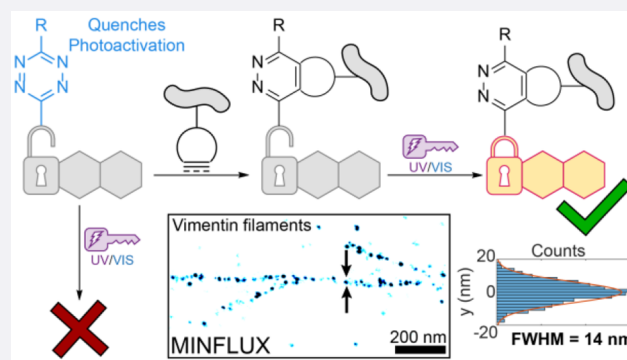 R
Quenches
Photoactivation
N N
N N
R
N
N
UV/VIS
R
N
N
UV/VIS
Vimentin filaments
MINFLUX
200 nm
Counts
y (nm)
20
0
-20
FWHM = 14 nm